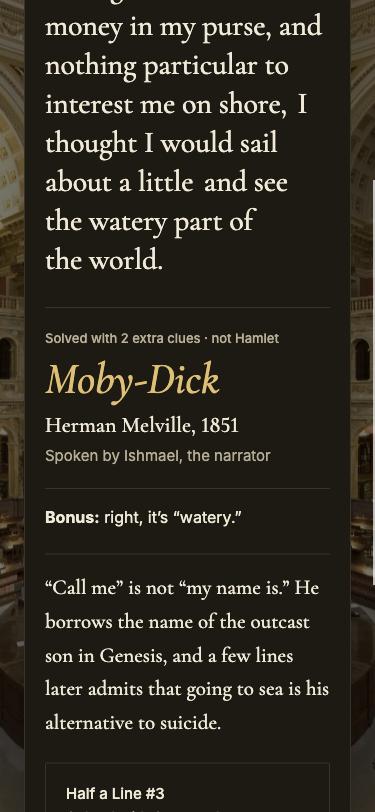 money in my purse, and
nothing particular to
interest me on shore, I
thought I would sail
about a little and see
the watery part of
the world.
Solved with 2 extra clues · not Hamlet
Moby-Dick
Herman Melville, 1851
Spoken by Ishmael, the narrator
Bonus: right, it’s “watery.”
“Call me” is not “my name is.” He
borrows the name of the outcast
son in Genesis, and a few lines
later admits that going to sea is his
alternative to suicide.
Half a Line #3